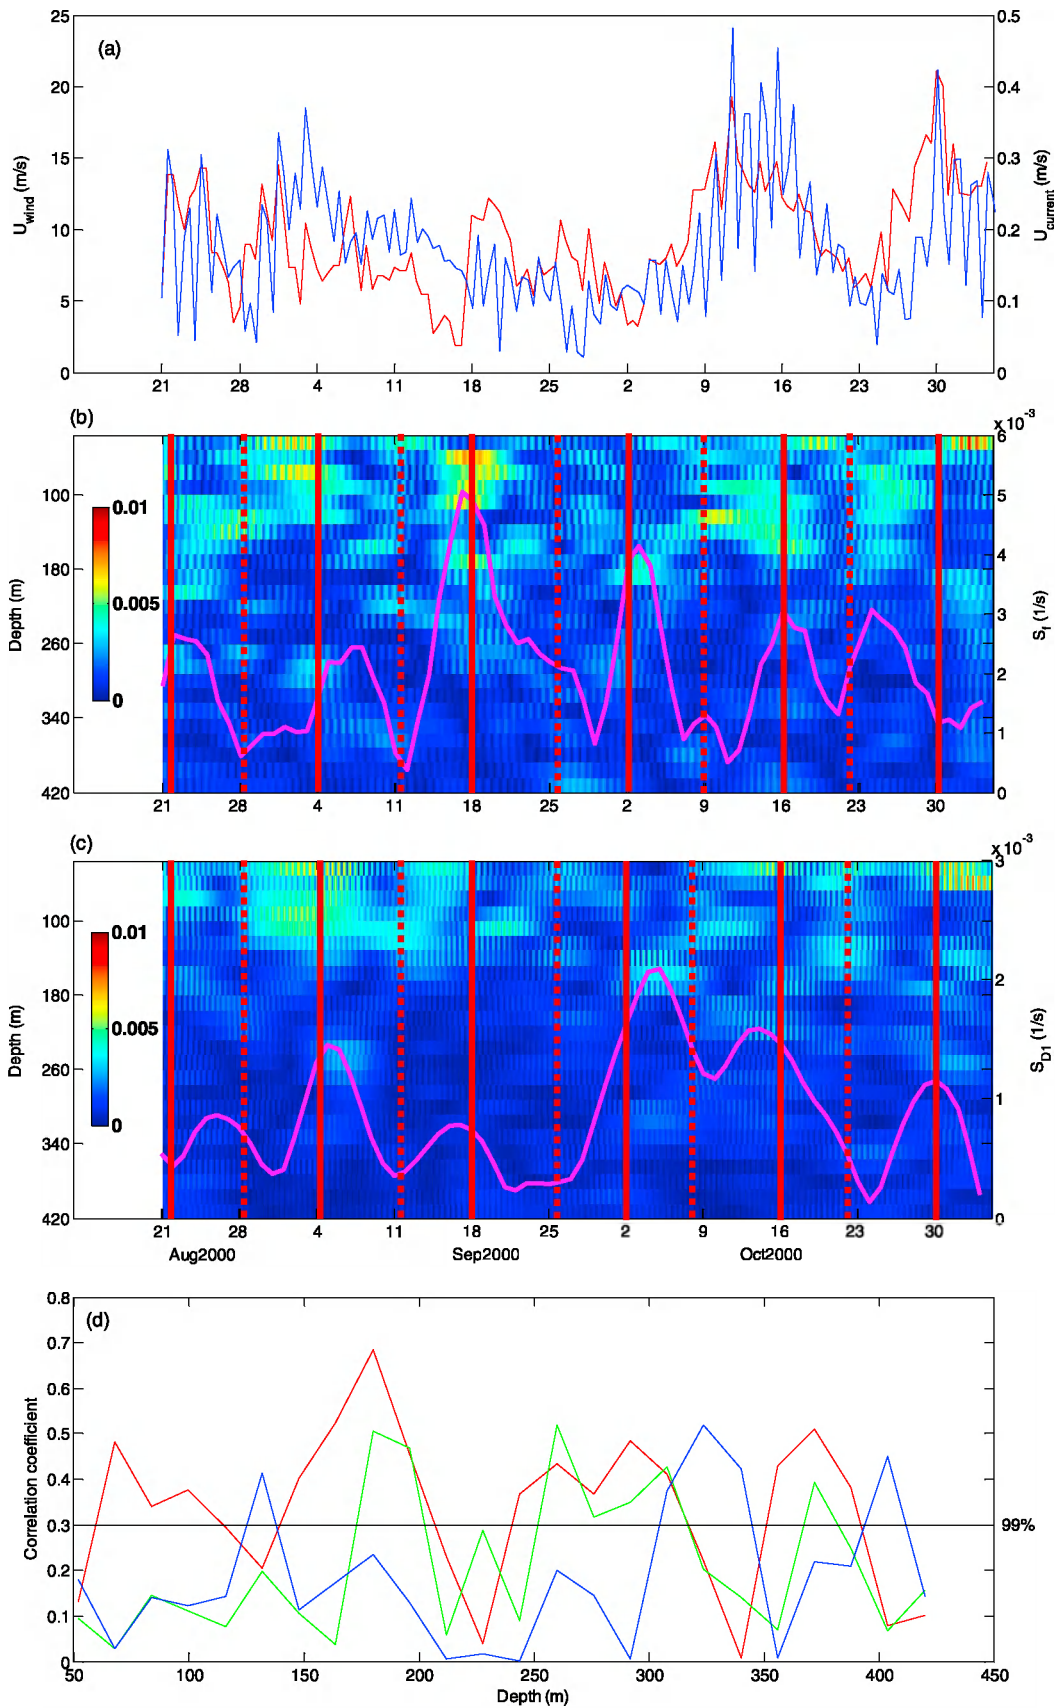 (a)
25
20
15
10
5
0
U_wind (m/s)
0.5
0.4
0.3
0.2
0.1
0
U_current (m/s)
21 28 4 11 18 25 2 9 16 23 30
(b)
x10^-3
100
180
260
340
420
Depth (m)
0.01
0.005
0
6
5
4
3
2
1
0
S_f (1/s)
21 28 4 11 18 25 2 9 16 23 30
(c)
x10^-3
100
180
260
340
420
Depth (m)
0.01
0.005
0
3
2
1
0
S_D1 (1/s)
21 28 4 11 18 25 2 9 16 23 30
Aug2000 Sep2000 Oct2000
(d)
0.8
0.7
0.6
0.5
0.4
0.3
0.2
0.1
0
Correlation coefficient
99%
50 100 150 200 250 300 350 400 450
Depth (m)